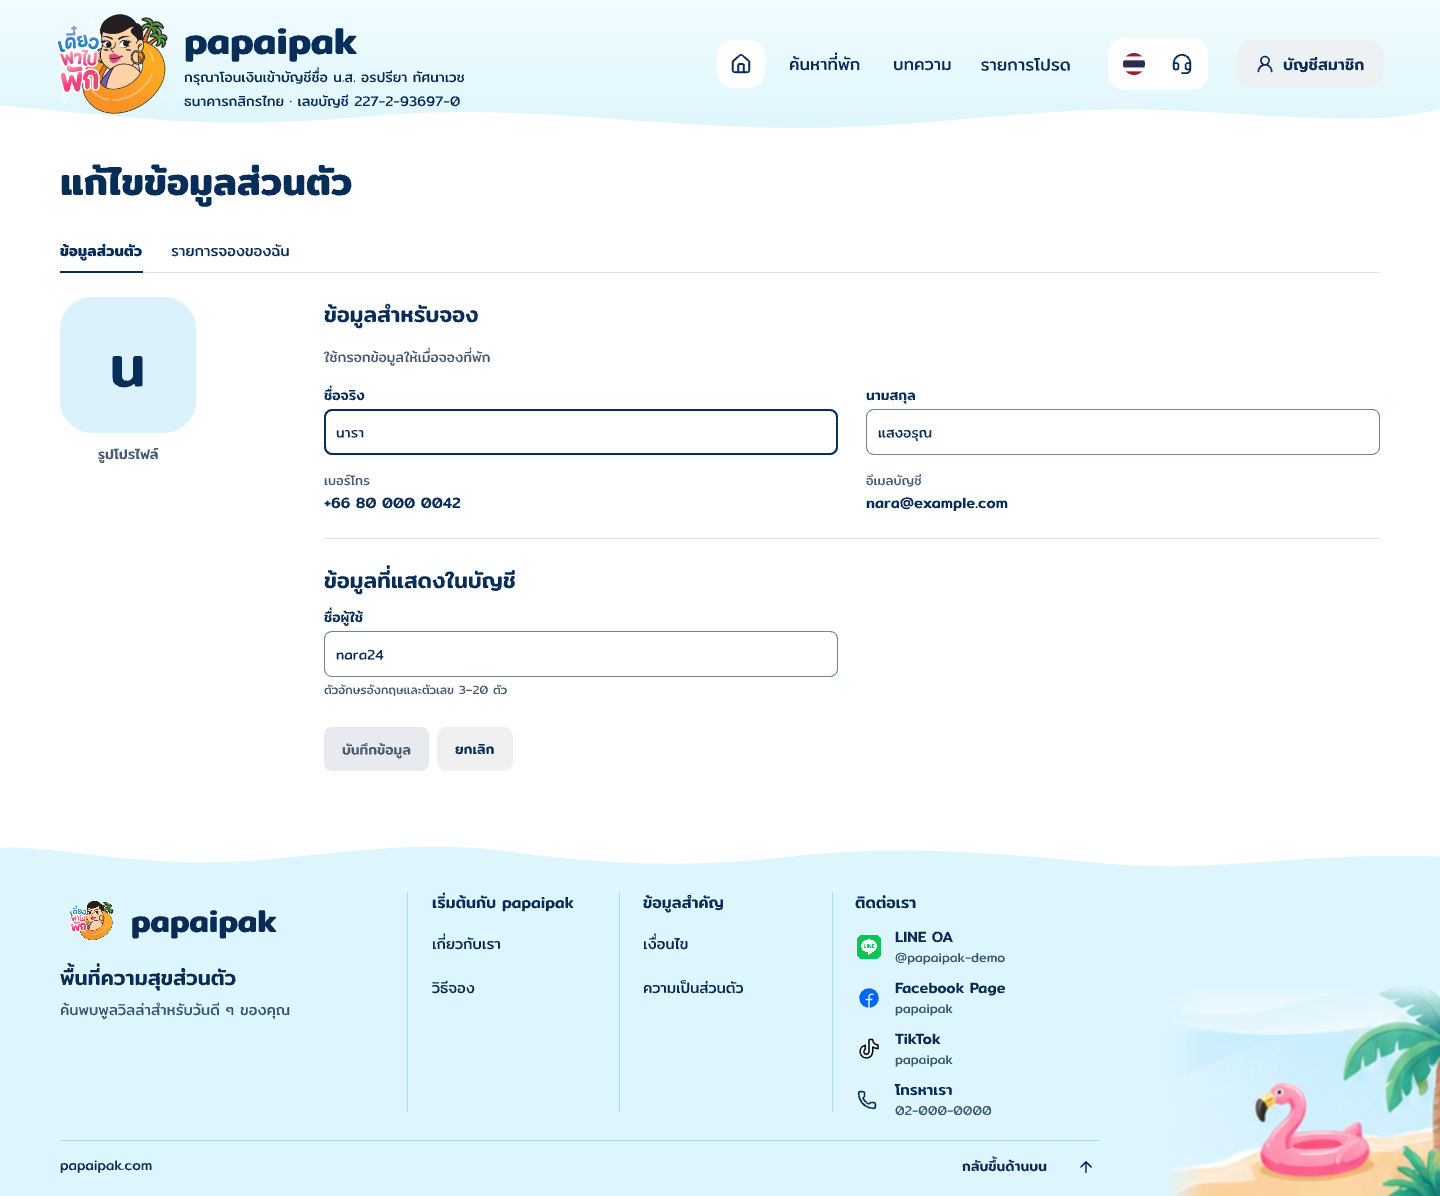 เดี๋ยว
พาไป
พัก
papaipak
กรุณาโอนเงินเข้าบัญชีชื่อ น.ส. อรปรียา ทัศนาเวช
ธนาคารกสิกรไทย · เลขบัญชี 227-2-93697-0
ค้นหาที่พัก
บทความ
รายการโปรด
บัญชีสมาชิก
แก้ไขข้อมูลส่วนตัว
ข้อมูลส่วนตัว
รายการจองของฉัน
น
รูปโปรไฟล์
ข้อมูลสำหรับจอง
ใช้กรอกข้อมูลให้เมื่อจองที่พัก
ชื่อจริง
นารา
นามสกุล
แสงอรุณ
เบอร์โทร
+66 80 000 0042
อีเมลบัญชี
nara@example.com
ข้อมูลที่แสดงในบัญชี
ชื่อผู้ใช้
nara24
ตัวอักษรอังกฤษและตัวเลข 3–20 ตัว
บันทึกข้อมูล
ยกเลิก
เดี๋ยว
พาไป
พัก
papaipak
พื้นที่ความสุขส่วนตัว
ค้นพบพูลวิลล่าสำหรับวันดี ๆ ของคุณ
เริ่มต้นกับ papaipak
เกี่ยวกับเรา
วิธีจอง
ข้อมูลสำคัญ
เงื่อนไข
ความเป็นส่วนตัว
ติดต่อเรา
LINE
LINE OA
@papaipak-demo
Facebook Page
papaipak
TikTok
papaipak
โทรหาเรา
02-000-0000
papaipak.com
กลับขึ้นด้านบน